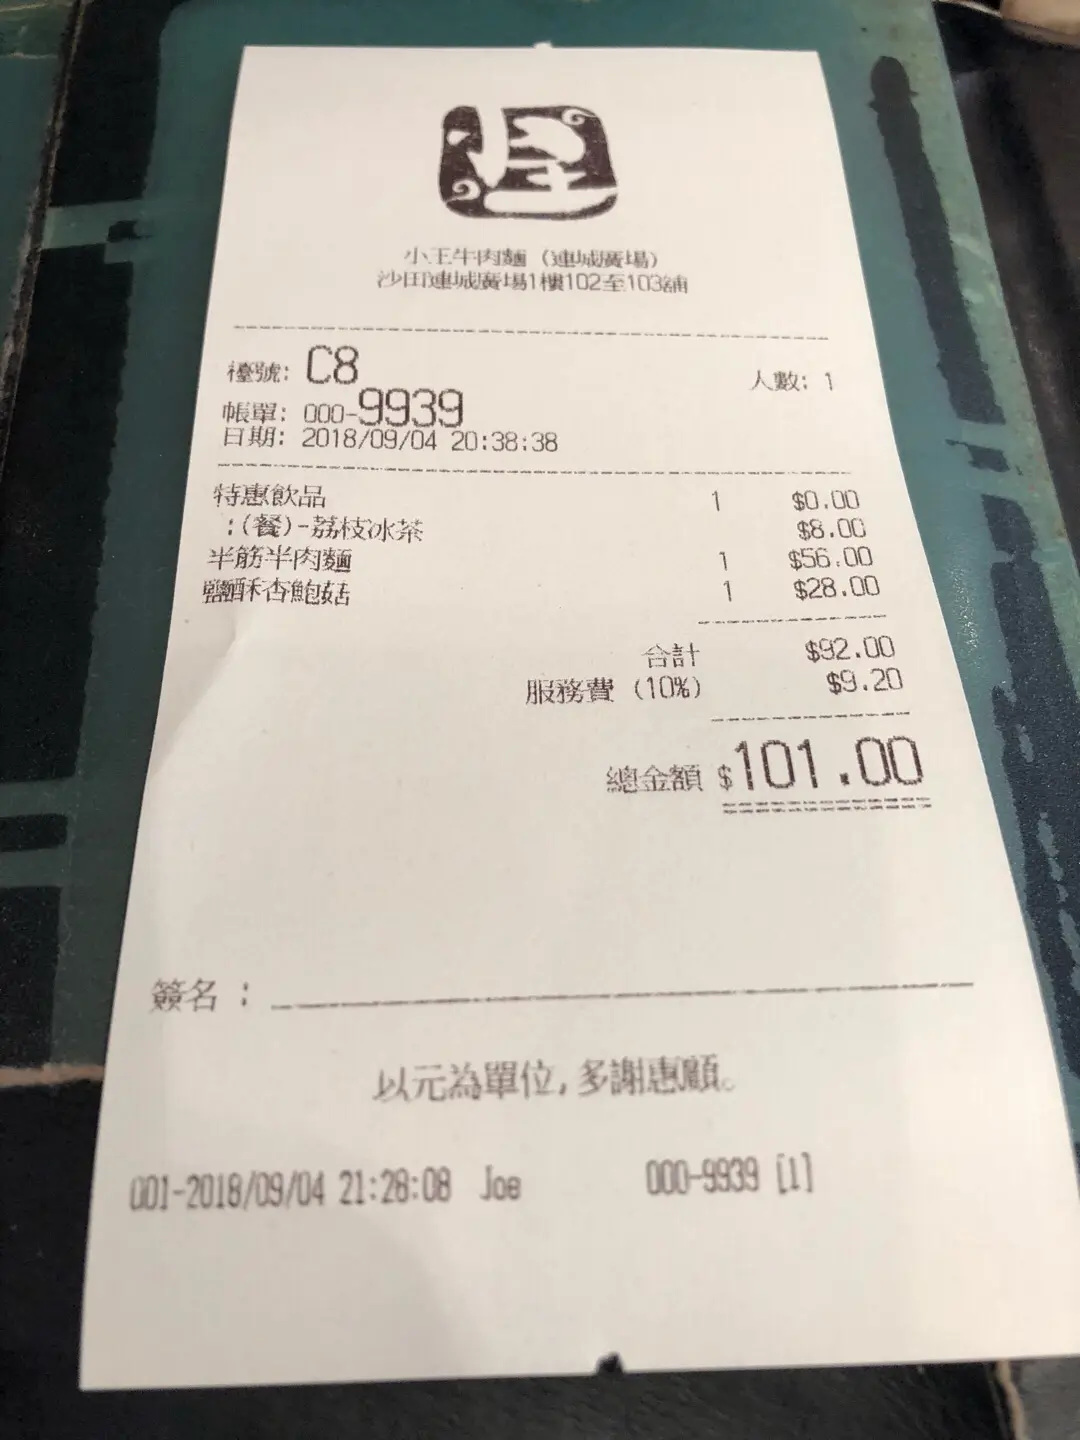 小王牛肉麵 (連城廣場)
沙田連城廣場1樓102至103舖
檯號: C8 人數: 1
帳單: 000-9939
日期: 2018/09/04 20:38:38
特惠飲品 1 $0.00
:(餐)-荔枝冰茶 $8.00
半筋半肉麵 1 $56.00
鹽酥杏鮑菇 1 $28.00
合計 $92.00
服務費 (10%) $9.20
總金額 $101.00
簽名 :
以元為單位, 多謝惠顧。
001-2018/09/04 21:28:08 Joe 000-9939 [1]